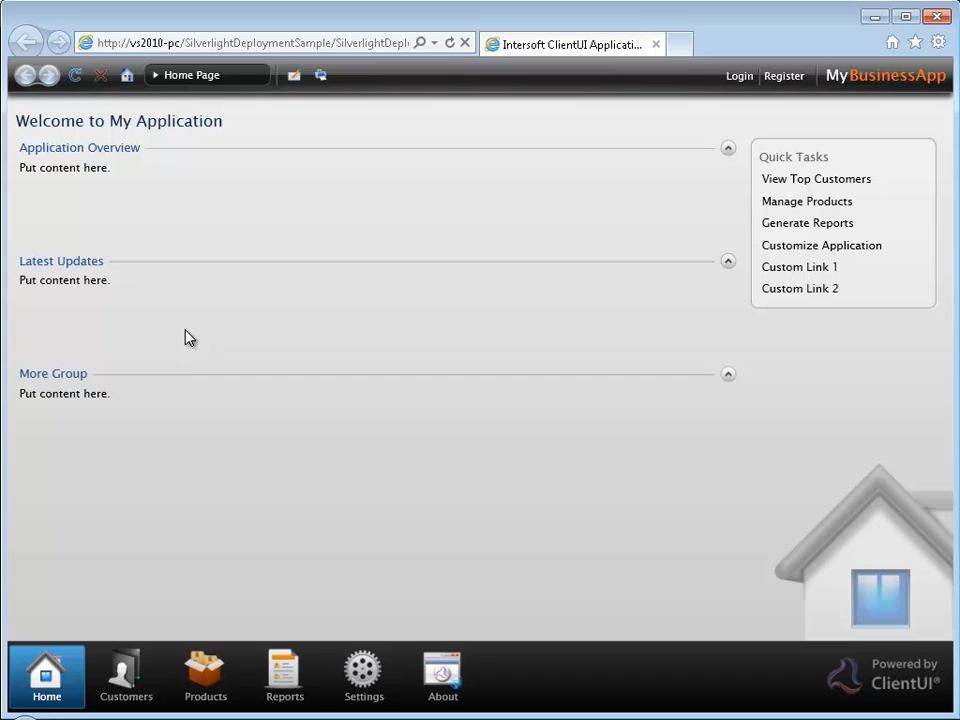 http://vs2010-pc/SilverlightDeploymentSample/SilverlightDepl
Intersoft ClientUI Applicati...
Home Page
Login
Register
MyBusinessApp
Welcome to My Application
Application Overview
Put content here.
Latest Updates
Put content here.
More Group
Put content here.
Quick Tasks
View Top Customers
Manage Products
Generate Reports
Customize Application
Custom Link 1
Custom Link 2
Home
Customers
Products
Reports
Settings
About
Powered by
ClientUI®